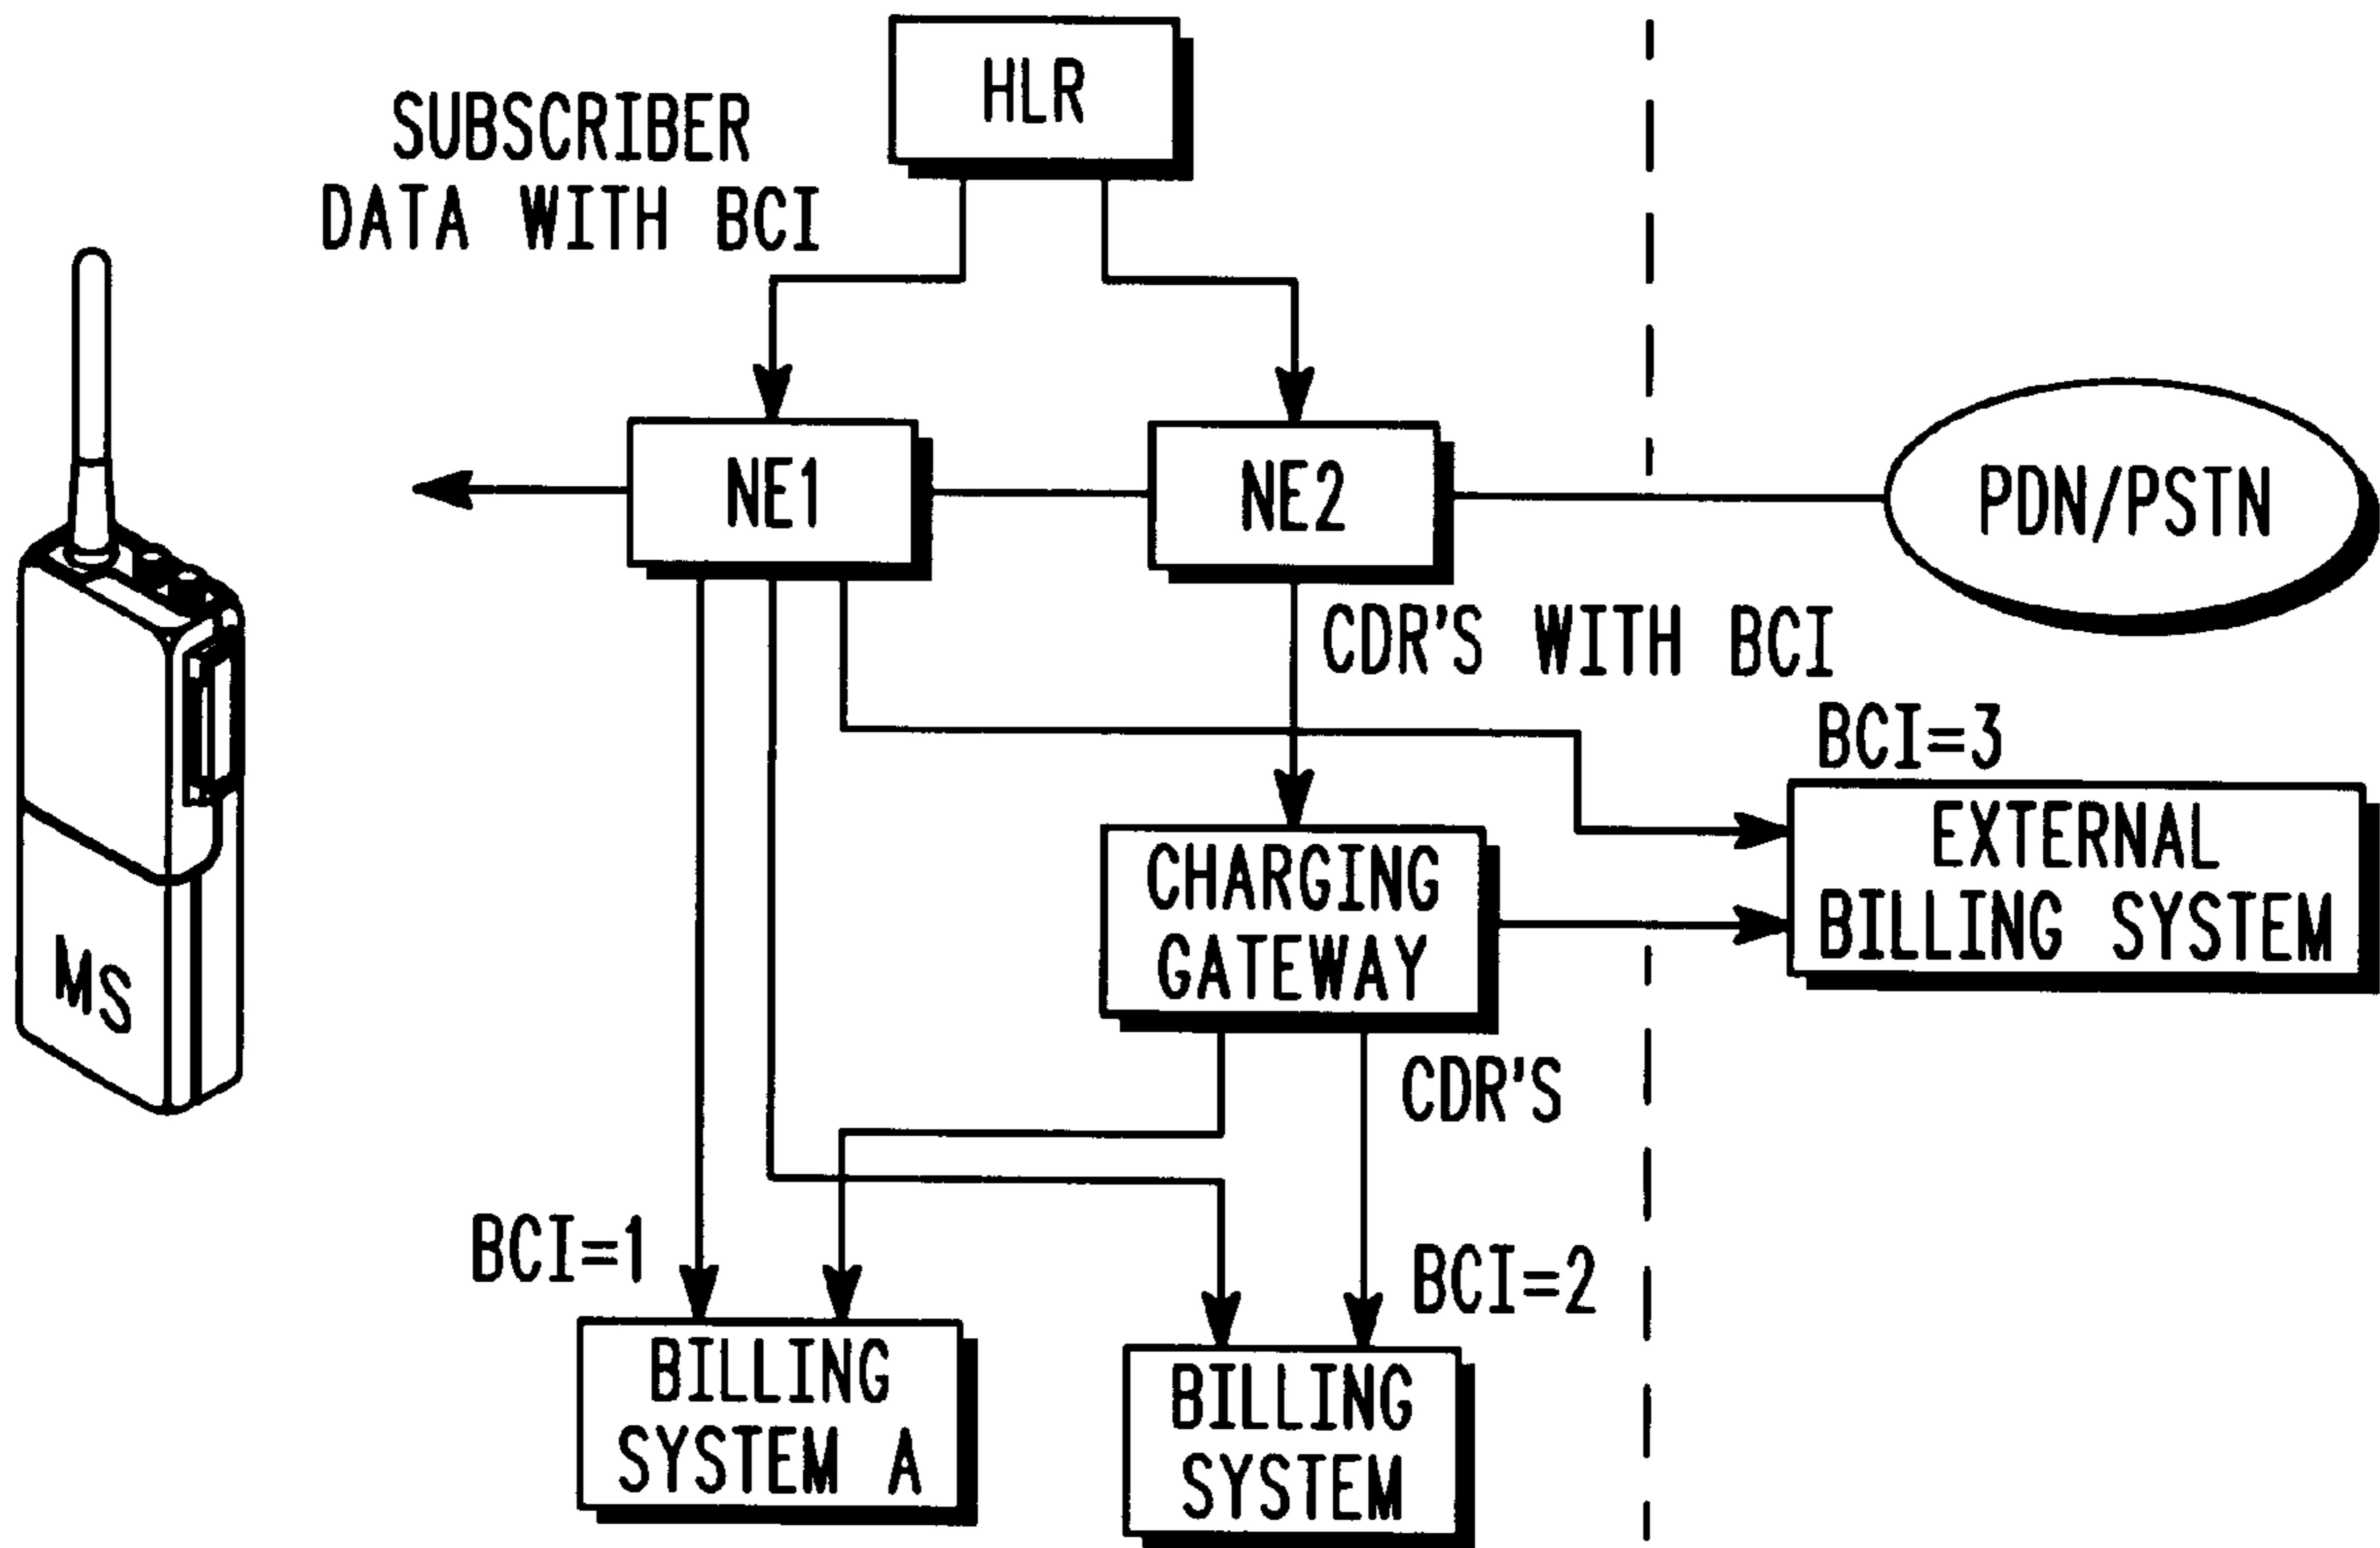 HLR
SUBSCRIBER
DATA WITH BCI
NE1
NE2
PDN/PSTN
CDR'S WITH BCI
BCI=3
EXTERNAL
BILLING SYSTEM
CHARGING
GATEWAY
MS
CDR'S
BCI=1
BCI=2
BILLING
SYSTEM A
BILLING
SYSTEM